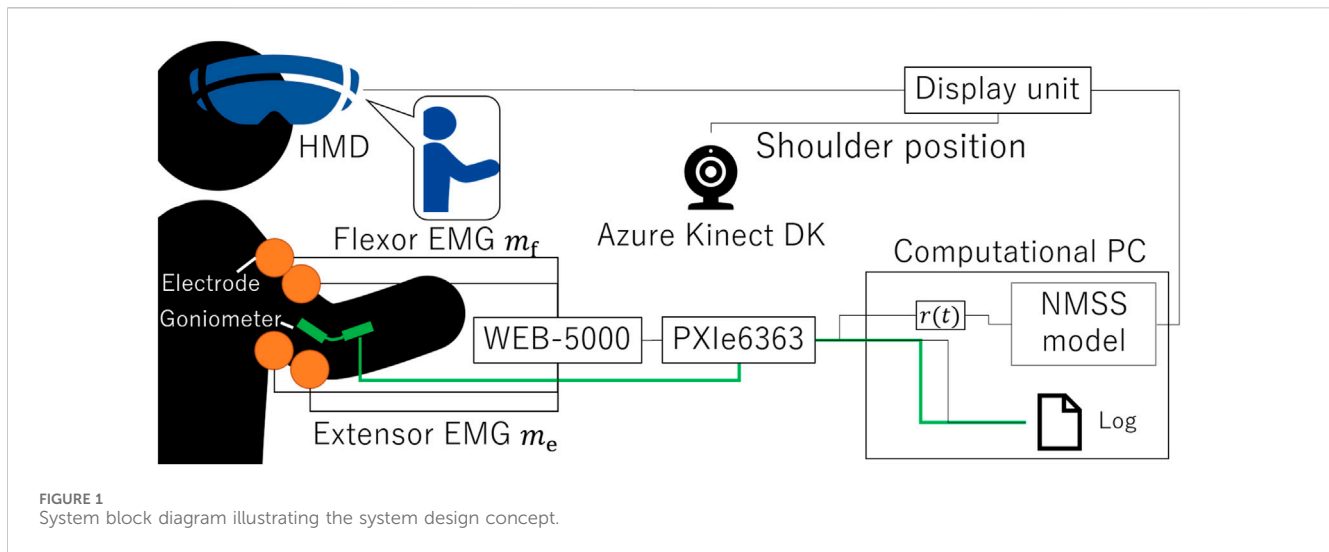 Display unit
HMD
Shoulder position
Azure Kinect DK
Flexor EMG m_f
Computational PC
Electrode
Goniometer
WEB-5000
PXIe6363
r(t)
NMSS
model
Log
Extensor EMG m_e
FIGURE 1
System block diagram illustrating the system design concept.